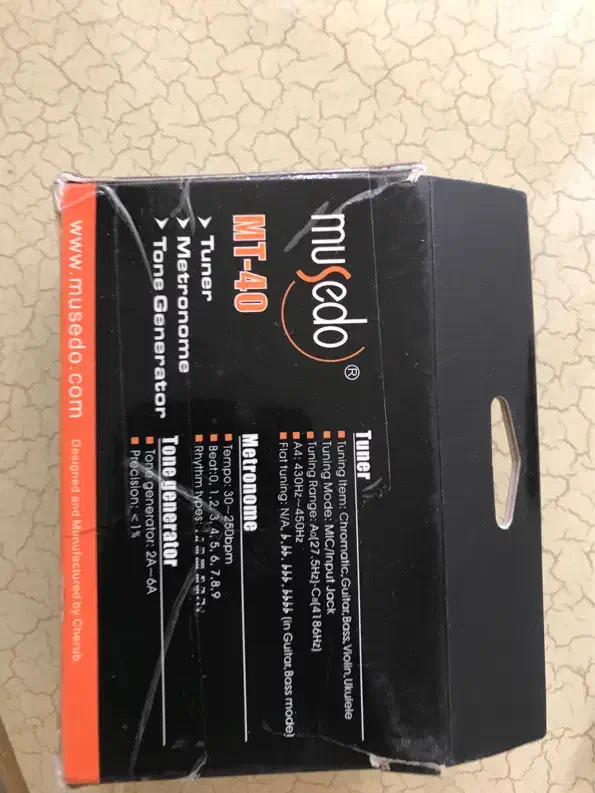 musedo®
MT-40
Tuner
Metronome
Tone Generator
Tuner
Tuning Item: Chromatic,Guitar,Bass,Violin,Ukulele
Tuning Mode: MIC/Input Jack
Tuning Range: A0(27.5Hz)-C8(4186Hz)
A4: 430Hz~450Hz
Flat tuning: N/A, ♭, ♭♭, ♭♭♭, ♭♭♭♭ (in Guitar,Bass mode)
Metronome
Tempo: 30~250bpm
Beat:0, 1, 2, 3, 4, 5, 6, 7, 8, 9
Rhythm types:
Tone generator
Tone generator: 2A~6A
Precision: <1%
www.musedo.com
Designed and Manufactured by Cherub